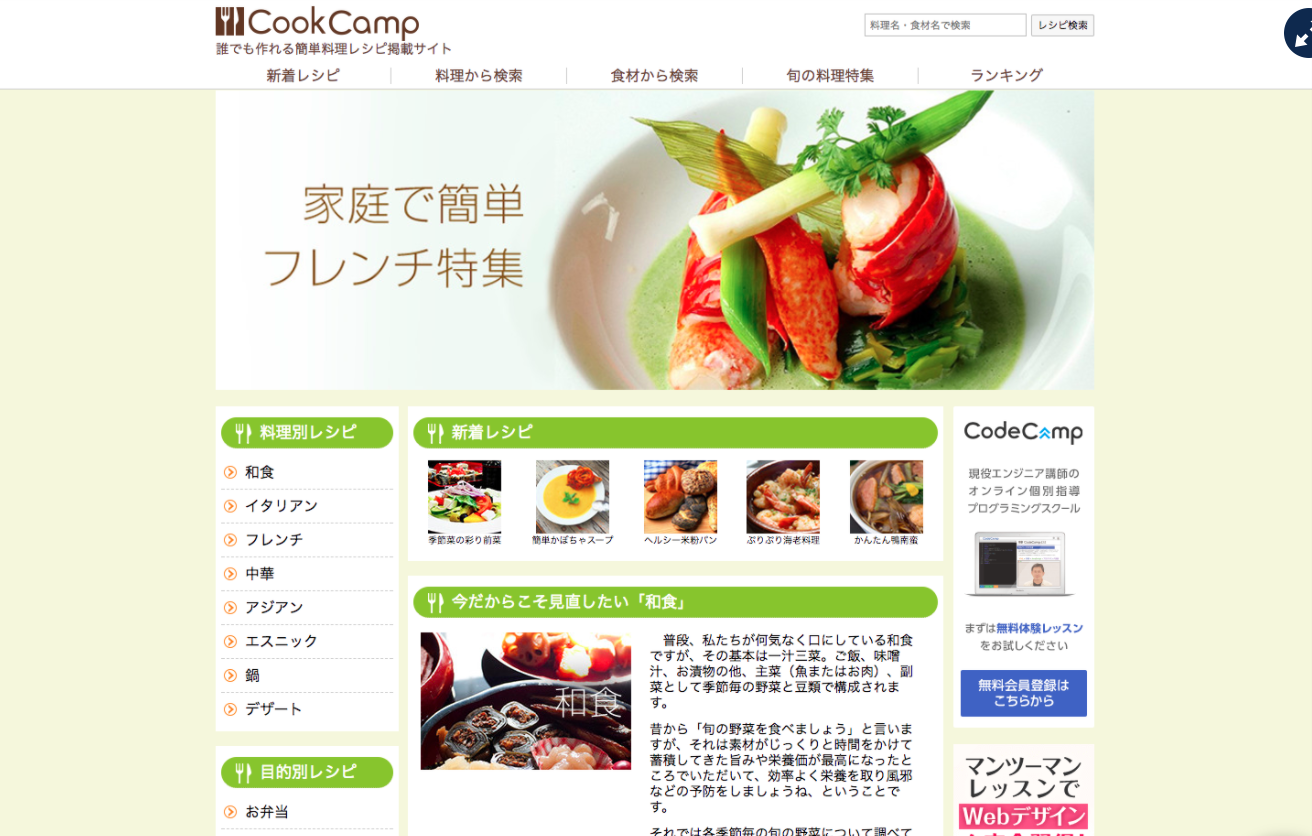 CookCamp
誰でも作れる簡単料理レシピ掲載サイト
料理名・食材名で検索
レシピ検索
新着レシピ
料理から検索
食材から検索
旬の料理特集
ランキング
家庭で簡単
フレンチ特集
料理別レシピ
和食
イタリアン
フレンチ
中華
アジアン
エスニック
鍋
デザート
目的別レシピ
お弁当
新着レシピ
季節菜の彩り前菜
簡単かぼちゃスープ
ヘルシー米粉パン
ぷりぷり海老料理
かんたん鴨南蛮
今だからこそ見直したい「和食」
和食
普段、私たちが何気なく口にしている和食
ですが、その基本は一汁三菜。ご飯、味噌
汁、お漬物の他、主菜（魚またはお肉）、副
菜として季節毎の野菜と豆類で構成されま
す。
昔から「旬の野菜を食べましょう」と言いま
すが、それは素材がじっくりと時間をかけて
蓄積してきた旨みや栄養価が最高になったと
ころでいただいて、効率よく栄養を取り風邪
などの予防をしましょうね、ということで
す。
それでは各季節毎の旬の野菜について調べて
CodeCamp
現役エンジニア講師の
オンライン個別指導
プログラミングスクール
まずは無料体験レッスン
をお試しください
無料会員登録は
こちらから
マンツーマン
レッスンで
Webデザイン